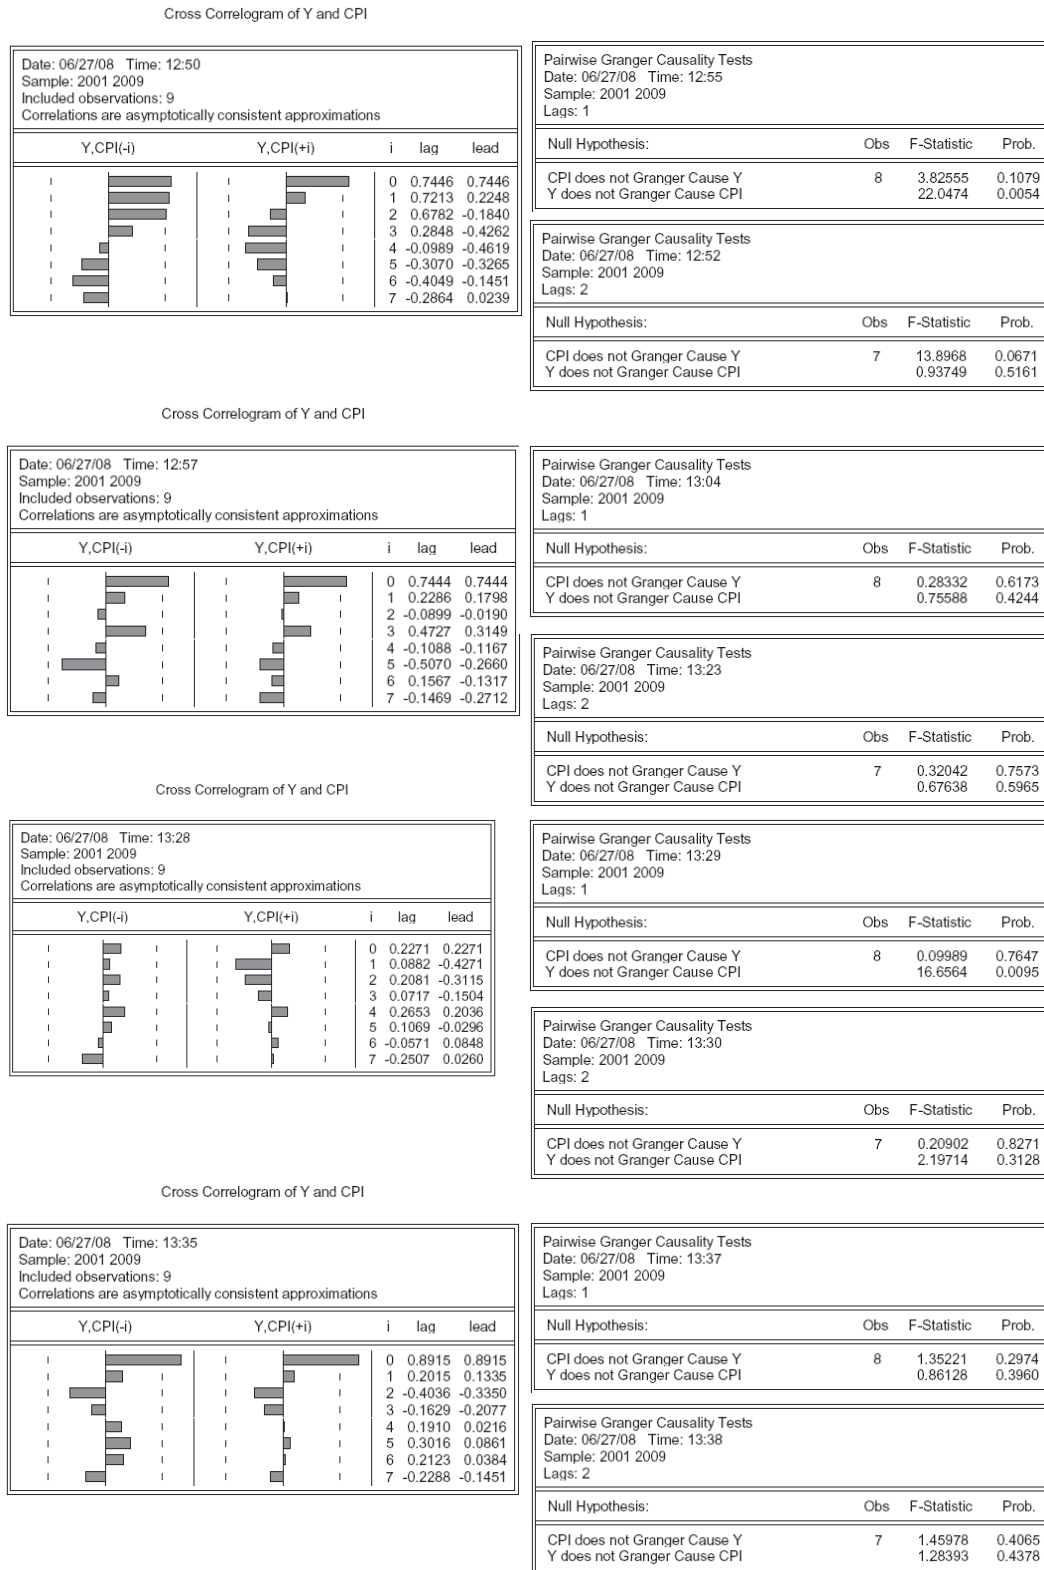 Cross Correlogram of Y and CPI
Date: 06/27/08 Time: 12:50
Sample: 2001 2009
Included observations: 9
Correlations are asymptotically consistent approximations
Y,CPI(-i) Y,CPI(+i) i lag lead
0 0.7446 0.7446
1 0.7213 0.2248
2 0.6782 -0.1840
3 0.2848 -0.4262
4 -0.0989 -0.4619
5 -0.3070 -0.3265
6 -0.4049 -0.1451
7 -0.2864 0.0239
Pairwise Granger Causality Tests
Date: 06/27/08 Time: 12:55
Sample: 2001 2009
Lags: 1
Null Hypothesis: Obs F-Statistic Prob.
CPI does not Granger Cause Y 8 3.82555 0.1079
Y does not Granger Cause CPI 22.0474 0.0054
Pairwise Granger Causality Tests
Date: 06/27/08 Time: 12:52
Sample: 2001 2009
Lags: 2
Null Hypothesis: Obs F-Statistic Prob.
CPI does not Granger Cause Y 7 13.8968 0.0671
Y does not Granger Cause CPI 0.93749 0.5161
Cross Correlogram of Y and CPI
Date: 06/27/08 Time: 12:57
Sample: 2001 2009
Included observations: 9
Correlations are asymptotically consistent approximations
Y,CPI(-i) Y,CPI(+i) i lag lead
0 0.7444 0.7444
1 0.2286 0.1798
2 -0.0899 -0.0190
3 0.4727 0.3149
4 -0.1088 -0.1167
5 -0.5070 -0.2660
6 0.1567 -0.1317
7 -0.1469 -0.2712
Pairwise Granger Causality Tests
Date: 06/27/08 Time: 13:04
Sample: 2001 2009
Lags: 1
Null Hypothesis: Obs F-Statistic Prob.
CPI does not Granger Cause Y 8 0.28332 0.6173
Y does not Granger Cause CPI 0.75588 0.4244
Pairwise Granger Causality Tests
Date: 06/27/08 Time: 13:23
Sample: 2001 2009
Lags: 2
Null Hypothesis: Obs F-Statistic Prob.
CPI does not Granger Cause Y 7 0.32042 0.7573
Y does not Granger Cause CPI 0.67638 0.5965
Cross Correlogram of Y and CPI
Date: 06/27/08 Time: 13:28
Sample: 2001 2009
Included observations: 9
Correlations are asymptotically consistent approximations
Y,CPI(-i) Y,CPI(+i) i lag lead
0 0.2271 0.2271
1 0.0882 -0.4271
2 0.2081 -0.3115
3 0.0717 -0.1504
4 0.2653 0.2036
5 0.1069 -0.0296
6 -0.0571 0.0848
7 -0.2507 0.0260
Pairwise Granger Causality Tests
Date: 06/27/08 Time: 13:29
Sample: 2001 2009
Lags: 1
Null Hypothesis: Obs F-Statistic Prob.
CPI does not Granger Cause Y 8 0.09989 0.7647
Y does not Granger Cause CPI 16.6564 0.0095
Pairwise Granger Causality Tests
Date: 06/27/08 Time: 13:30
Sample: 2001 2009
Lags: 2
Null Hypothesis: Obs F-Statistic Prob.
CPI does not Granger Cause Y 7 0.20902 0.8271
Y does not Granger Cause CPI 2.19714 0.3128
Cross Correlogram of Y and CPI
Date: 06/27/08 Time: 13:35
Sample: 2001 2009
Included observations: 9
Correlations are asymptotically consistent approximations
Y,CPI(-i) Y,CPI(+i) i lag lead
0 0.8915 0.8915
1 0.2015 0.1335
2 -0.4036 -0.3350
3 -0.1629 -0.2077
4 0.1910 0.0216
5 0.3016 0.0861
6 0.2123 0.0384
7 -0.2288 -0.1451
Pairwise Granger Causality Tests
Date: 06/27/08 Time: 13:37
Sample: 2001 2009
Lags: 1
Null Hypothesis: Obs F-Statistic Prob.
CPI does not Granger Cause Y 8 1.35221 0.2974
Y does not Granger Cause CPI 0.86128 0.3960
Pairwise Granger Causality Tests
Date: 06/27/08 Time: 13:38
Sample: 2001 2009
Lags: 2
Null Hypothesis: Obs F-Statistic Prob.
CPI does not Granger Cause Y 7 1.45978 0.4065
Y does not Granger Cause CPI 1.28393 0.4378